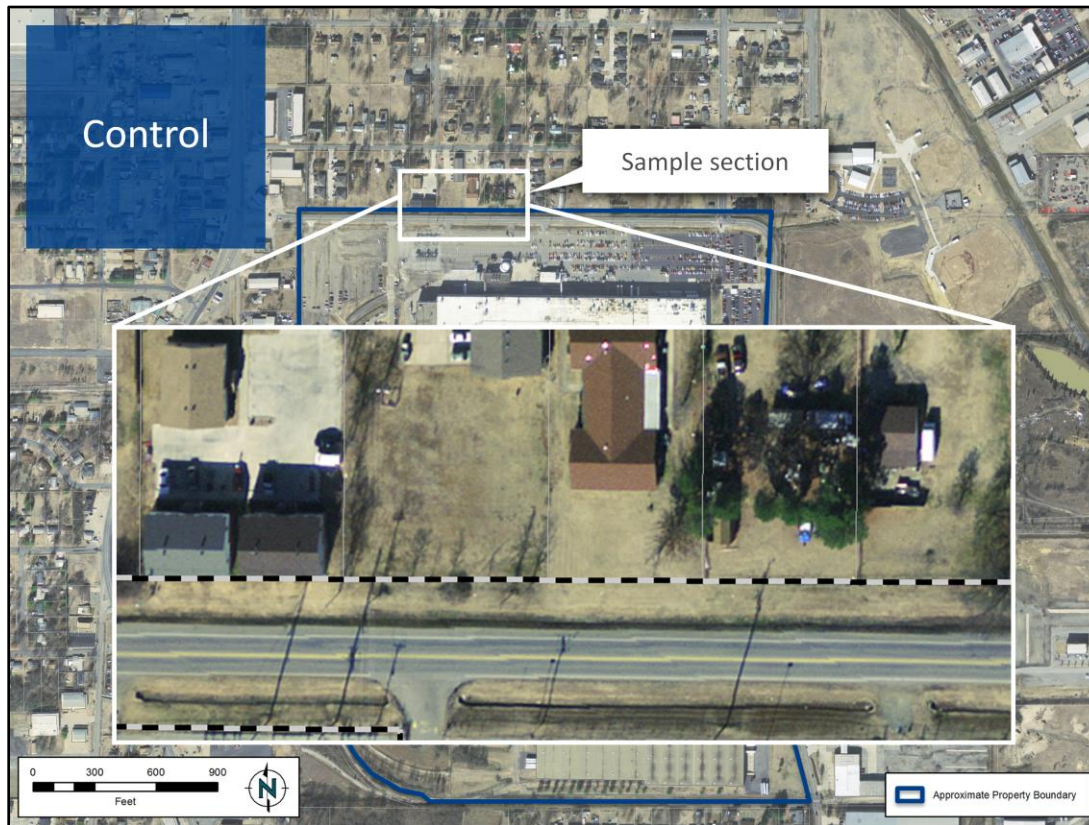 Control
Sample section
0 300 600 900
Feet
N
Approximate Property Boundary